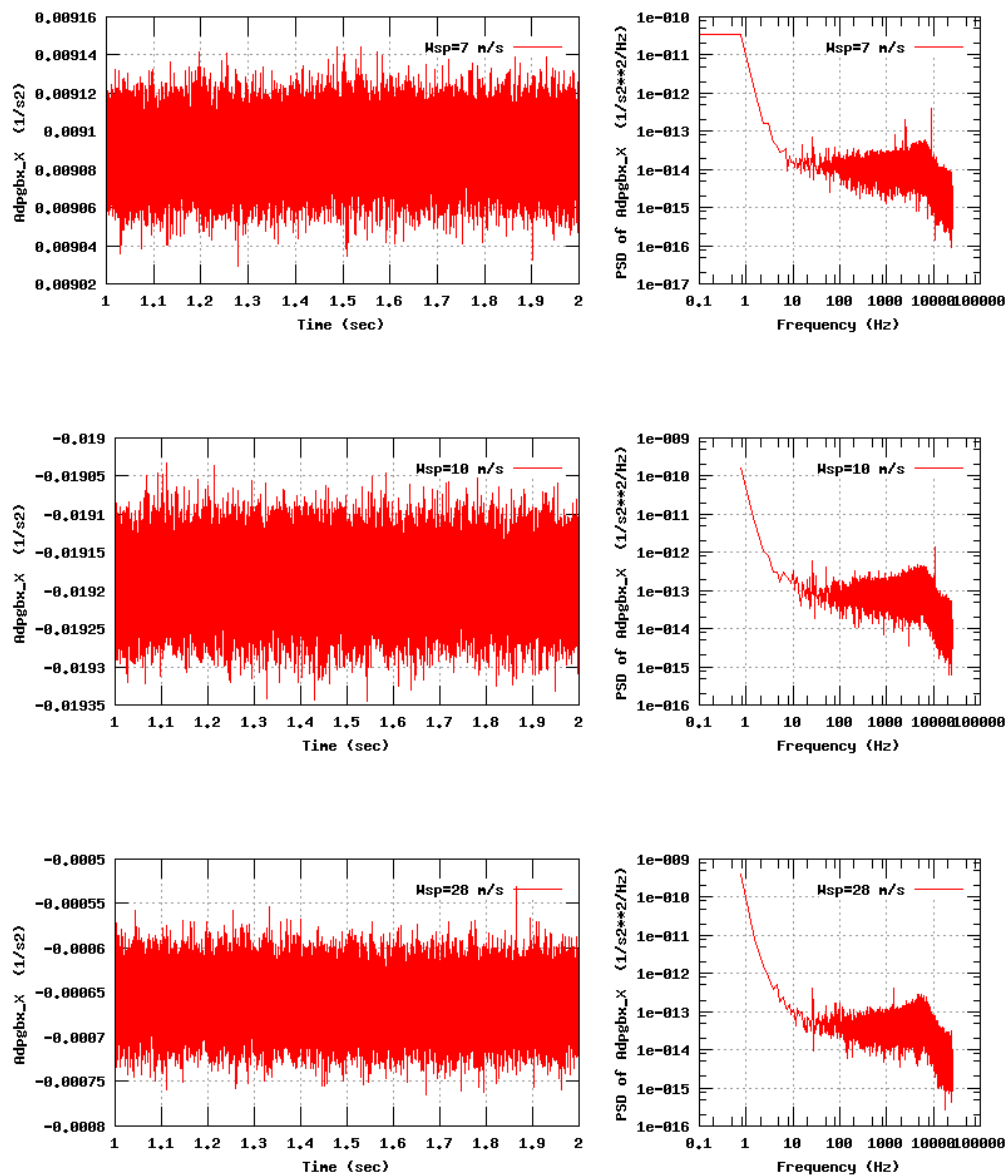 0.00916
0.00914
0.00912
0.0091
0.00908
0.00906
0.00904
0.00902
Adpgbx_X (1/s2)
Wsp=7 m/s
1 1.1 1.2 1.3 1.4 1.5 1.6 1.7 1.8 1.9 2
Time (sec)
1e-010
1e-011
1e-012
1e-013
1e-014
1e-015
1e-016
1e-017
PSD of Adpgbx_X (1/s2**2/Hz)
Wsp=7 m/s
0.1 1 10 100 1000 10000 100000
Frequency (Hz)
-0.019
-0.01905
-0.0191
-0.01915
-0.0192
-0.01925
-0.0193
-0.01935
Adpgbx_X (1/s2)
Wsp=10 m/s
1 1.1 1.2 1.3 1.4 1.5 1.6 1.7 1.8 1.9 2
Time (sec)
1e-009
1e-010
1e-011
1e-012
1e-013
1e-014
1e-015
1e-016
PSD of Adpgbx_X (1/s2**2/Hz)
Wsp=10 m/s
0.1 1 10 100 1000 10000 100000
Frequency (Hz)
-0.0005
-0.00055
-0.0006
-0.00065
-0.0007
-0.00075
-0.0008
Adpgbx_X (1/s2)
Wsp=28 m/s
1 1.1 1.2 1.3 1.4 1.5 1.6 1.7 1.8 1.9 2
Time (sec)
1e-009
1e-010
1e-011
1e-012
1e-013
1e-014
1e-015
1e-016
PSD of Adpgbx_X (1/s2**2/Hz)
Wsp=28 m/s
0.1 1 10 100 1000 10000 100000
Frequency (Hz)